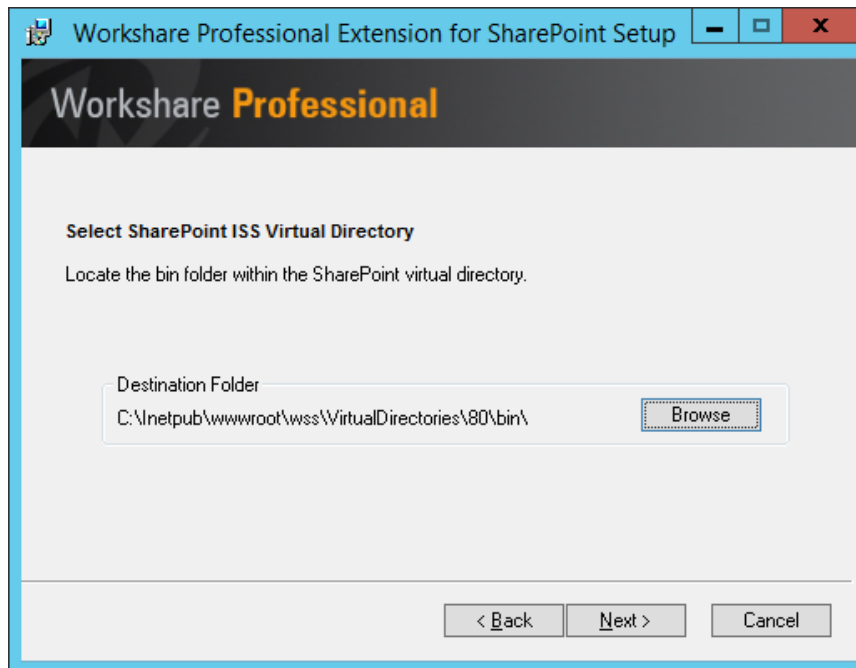 Workshare Professional Extension for SharePoint Setup
Workshare Professional
Select SharePoint ISS Virtual Directory
Locate the bin folder within the SharePoint virtual directory.
Destination Folder
C:\Inetpub\wwwroot\wss\VirtualDirectories\80\bin\ Browse
< Back Next > Cancel